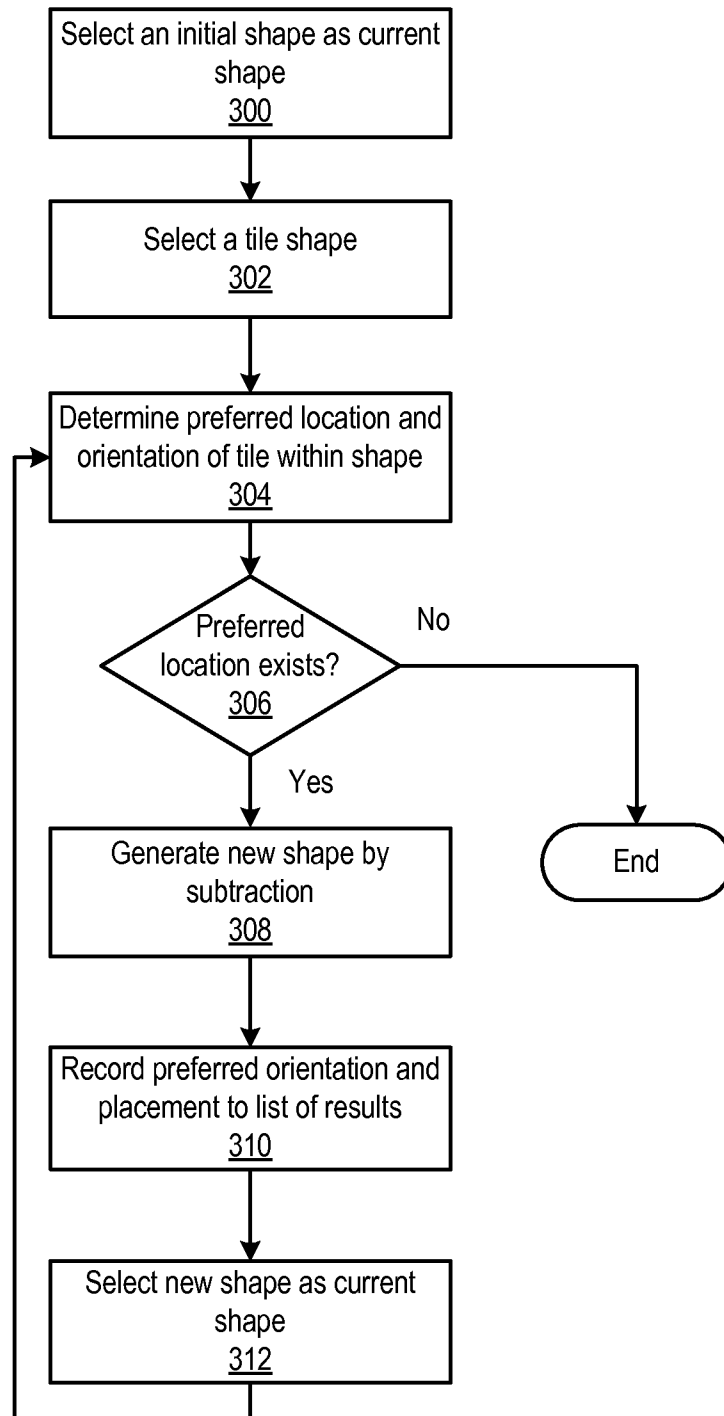 Select an initial shape as current
shape
300
Select a tile shape
302
Determine preferred location and
orientation of tile within shape
304
Preferred
location exists?
306
No
Yes
Generate new shape by
subtraction
308
End
Record preferred orientation and
placement to list of results
310
Select new shape as current
shape
312